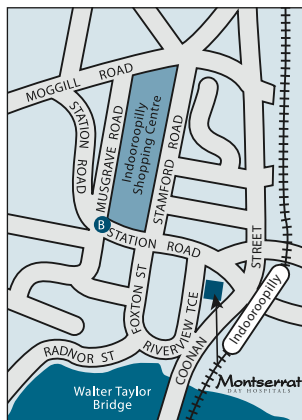 MOGGILL ROAD
STATION ROAD
MUSGRAVE ROAD
Indooroopilly
Shopping Centre
STAMFORD ROAD
B
STATION ROAD
STREET
FOXTON ST
RIVERVIEW TCE
COONAN
Indooroopilly
RADNOR ST
Montserrat
DAY HOSPITALS
Walter Taylor
Bridge